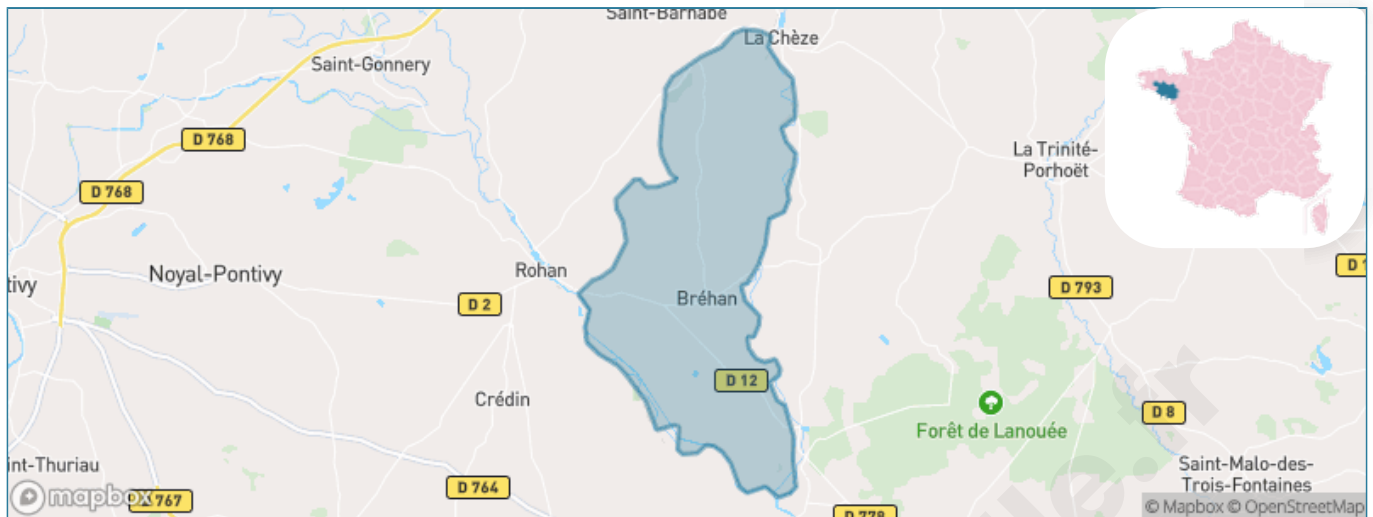 Saint-Barnabé
La Chèze
Saint-Gonnery
D 768
La Trinité-
Porhoët
D 768
Noyal-Pontivy
Rohan
tivy
D 2
Bréhan
D 793
D 12
Crédin
D 8
Forêt de Lanouée
int-Thuriau
Saint-Malo-des-
Trois-Fontaines
D 764
mapbox
767
© Mapbox © OpenStreetMap